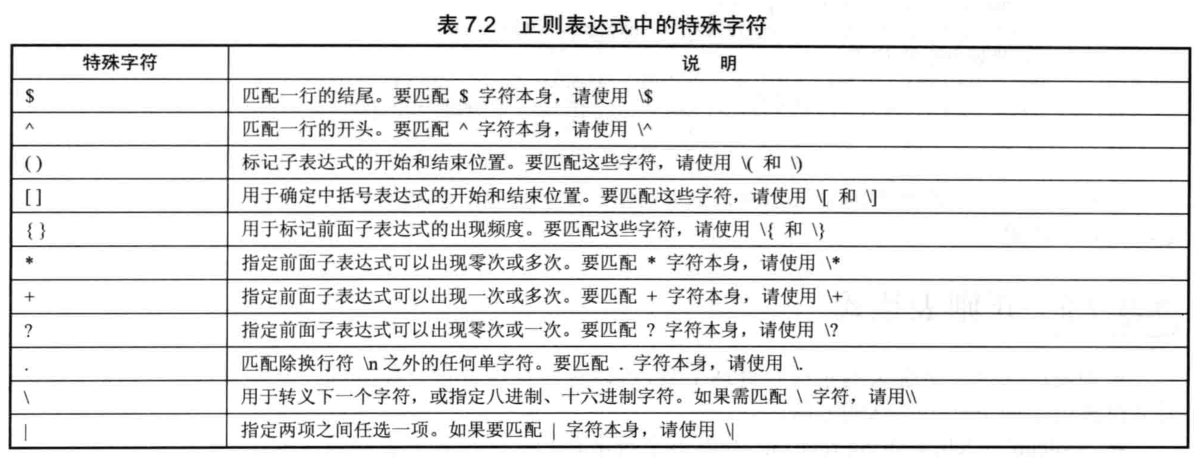 表 7.2 正则表达式中的特殊字符
特殊字符 说 明
$ 匹配一行的结尾。要匹配 $ 字符本身，请使用 \$
^ 匹配一行的开头。要匹配 ^ 字符本身，请使用 \^
( ) 标记子表达式的开始和结束位置。要匹配这些字符，请使用 \( 和 \)
[ ] 用于确定中括号表达式的开始和结束位置。要匹配这些字符，请使用 \[ 和 \]
{ } 用于标记前面子表达式的出现频度。要匹配这些字符，请使用 \{ 和 \}
* 指定前面子表达式可以出现零次或多次。要匹配 * 字符本身，请使用 \*
+ 指定前面子表达式可以出现一次或多次。要匹配 + 字符本身，请使用 \+
? 指定前面子表达式可以出现零次或一次。要匹配 ? 字符本身，请使用 \?
. 匹配除换行符 \n 之外的任何单字符。要匹配 . 字符本身，请使用 \.
\ 用于转义下一个字符，或指定八进制、十六进制字符。如果需匹配 \ 字符，请用\\
| 指定两项之间任选一项。如果要匹配 | 字符本身，请使用 \|